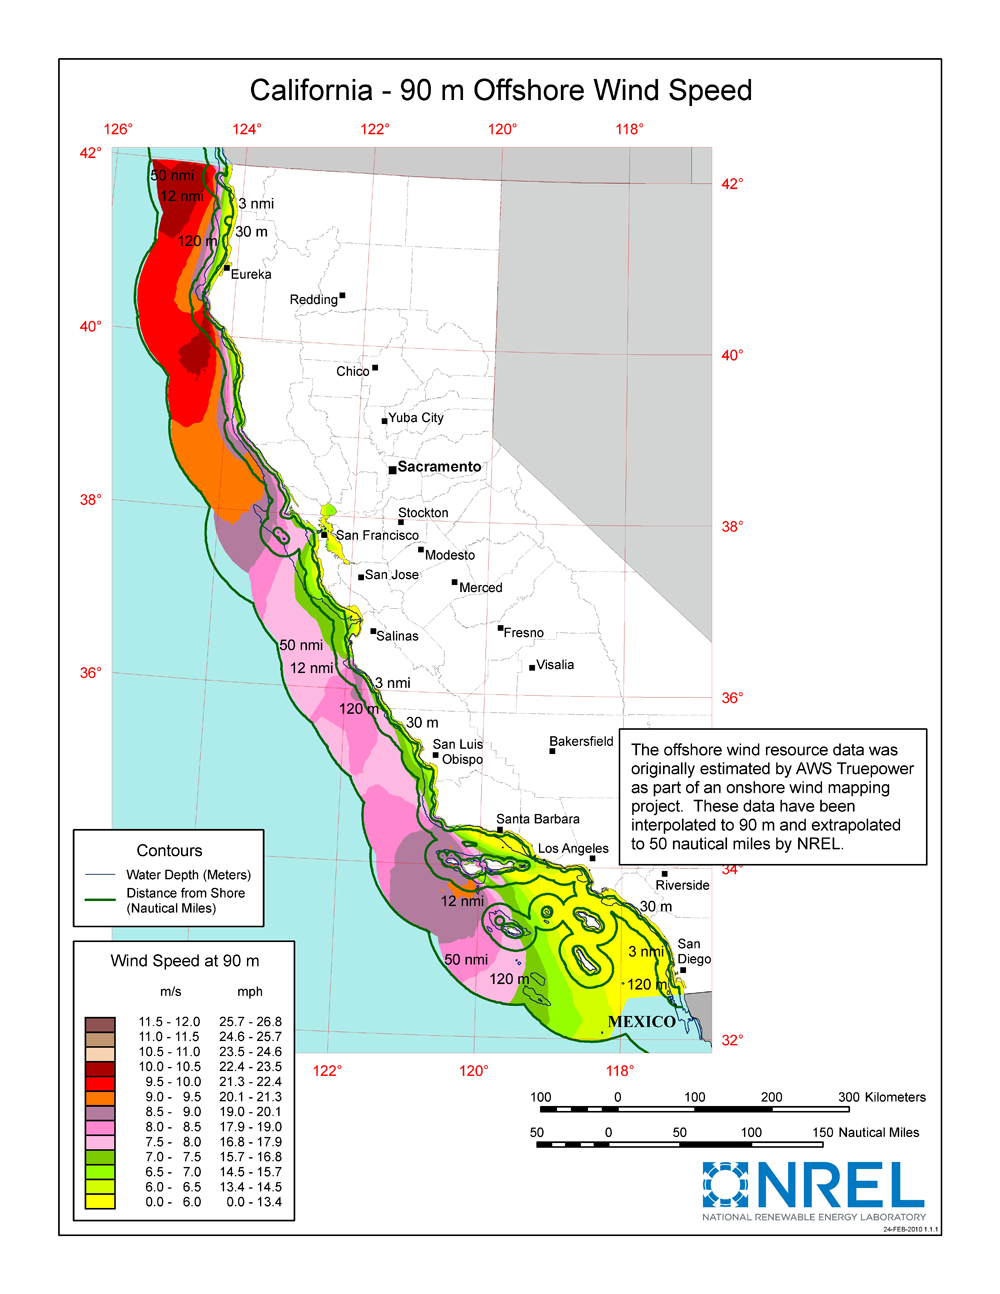 California - 90 m Offshore Wind Speed
126° 124° 122° 120° 118°
42°
42°
50 nmi
12 nmi
3 nmi
30 m
120 m
Eureka
Redding
40°
40°
Chico
Yuba City
Sacramento
38°
38°
Stockton
San Francisco
Modesto
San Jose
Merced
Salinas
Fresno
50 nmi
12 nmi
Visalia
36°
36°
3 nmi
120 m
30 m
San Luis
Obispo
Bakersfield
The offshore wind resource data was
originally estimated by AWS Truepower
as part of an onshore wind mapping
project. These data have been
interpolated to 90 m and extrapolated
to 50 nautical miles by NREL.
Santa Barbara
Los Angeles
34°
Riverside
12 nmi
30 m
3 nmi
San
Diego
50 nmi
120 m
120 m
MEXICO
32°
122° 120° 118°
Contours
Water Depth (Meters)
Distance from Shore
(Nautical Miles)
Wind Speed at 90 m
m/s mph
11.5 - 12.0 25.7 - 26.8
11.0 - 11.5 24.6 - 25.7
10.5 - 11.0 23.5 - 24.6
10.0 - 10.5 22.4 - 23.5
9.5 - 10.0 21.3 - 22.4
9.0 - 9.5 20.1 - 21.3
8.5 - 9.0 19.0 - 20.1
8.0 - 8.5 17.9 - 19.0
7.5 - 8.0 16.8 - 17.9
7.0 - 7.5 15.7 - 16.8
6.5 - 7.0 14.5 - 15.7
6.0 - 6.5 13.4 - 14.5
0.0 - 6.0 0.0 - 13.4
100 0 100 200 300 Kilometers
50 0 50 100 150 Nautical Miles
NREL
NATIONAL RENEWABLE ENERGY LABORATORY
24-FEB-2010 1.1.1